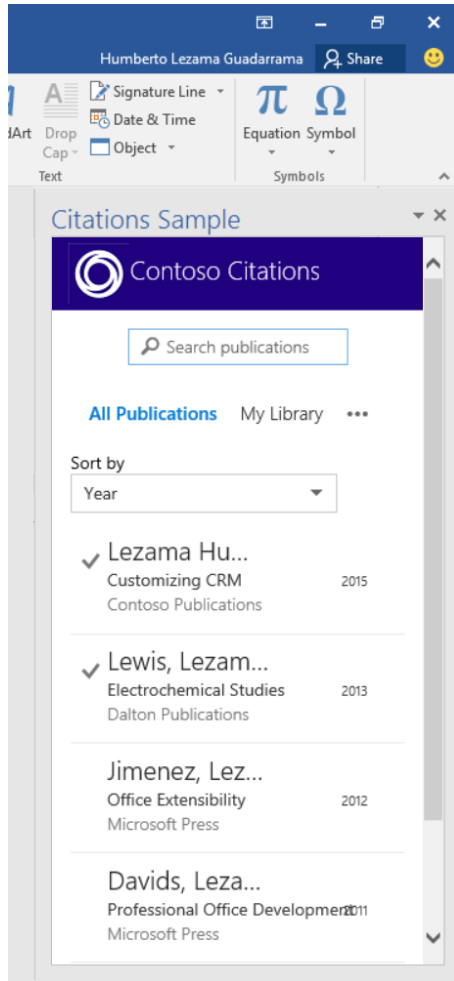 Humberto Lezama Guadarrama Share
Signature Line
Date & Time
Object
dArt Drop Cap
Equation Symbol
Text Symbols
Citations Sample
Contoso Citations
Search publications
All Publications My Library •••
Sort by
Year
Lezama Hu...
Customizing CRM 2015
Contoso Publications
Lewis, Lezam...
Electrochemical Studies 2013
Dalton Publications
Jimenez, Lez...
Office Extensibility 2012
Microsoft Press
Davids, Leza...
Professional Office Development 2011
Microsoft Press